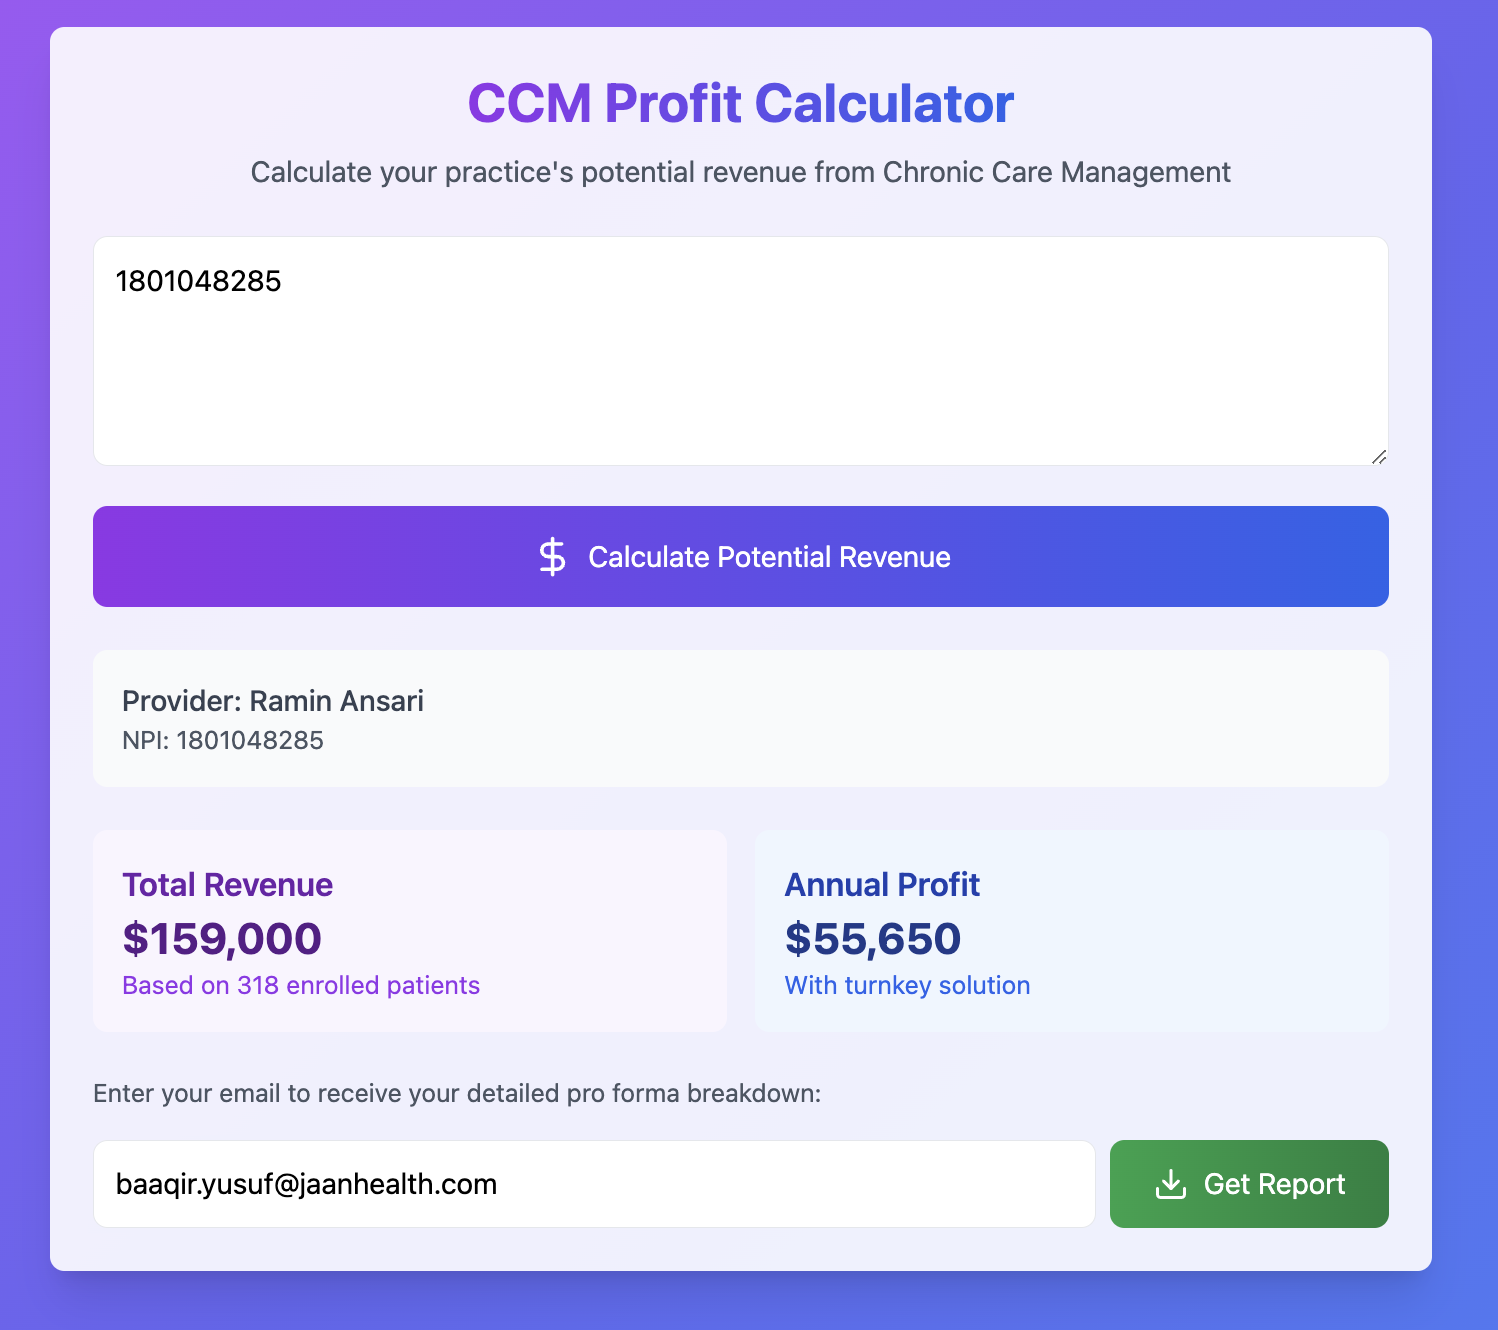 CCM Profit Calculator
Calculate your practice's potential revenue from Chronic Care Management
1801048285
Calculate Potential Revenue
Provider: Ramin Ansari
NPI: 1801048285
Total Revenue
$159,000
Based on 318 enrolled patients
Annual Profit
$55,650
With turnkey solution
Enter your email to receive your detailed pro forma breakdown:
baaqir.yusuf@jaanhealth.com
Get Report